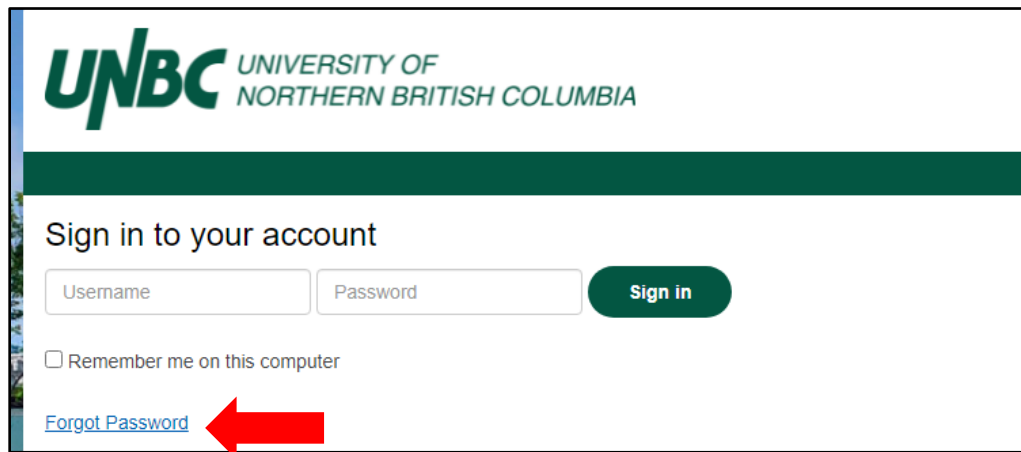 UNBC UNIVERSITY OF
NORTHERN BRITISH COLUMBIA
Sign in to your account
Username Password Sign in
Remember me on this computer
Forgot Password